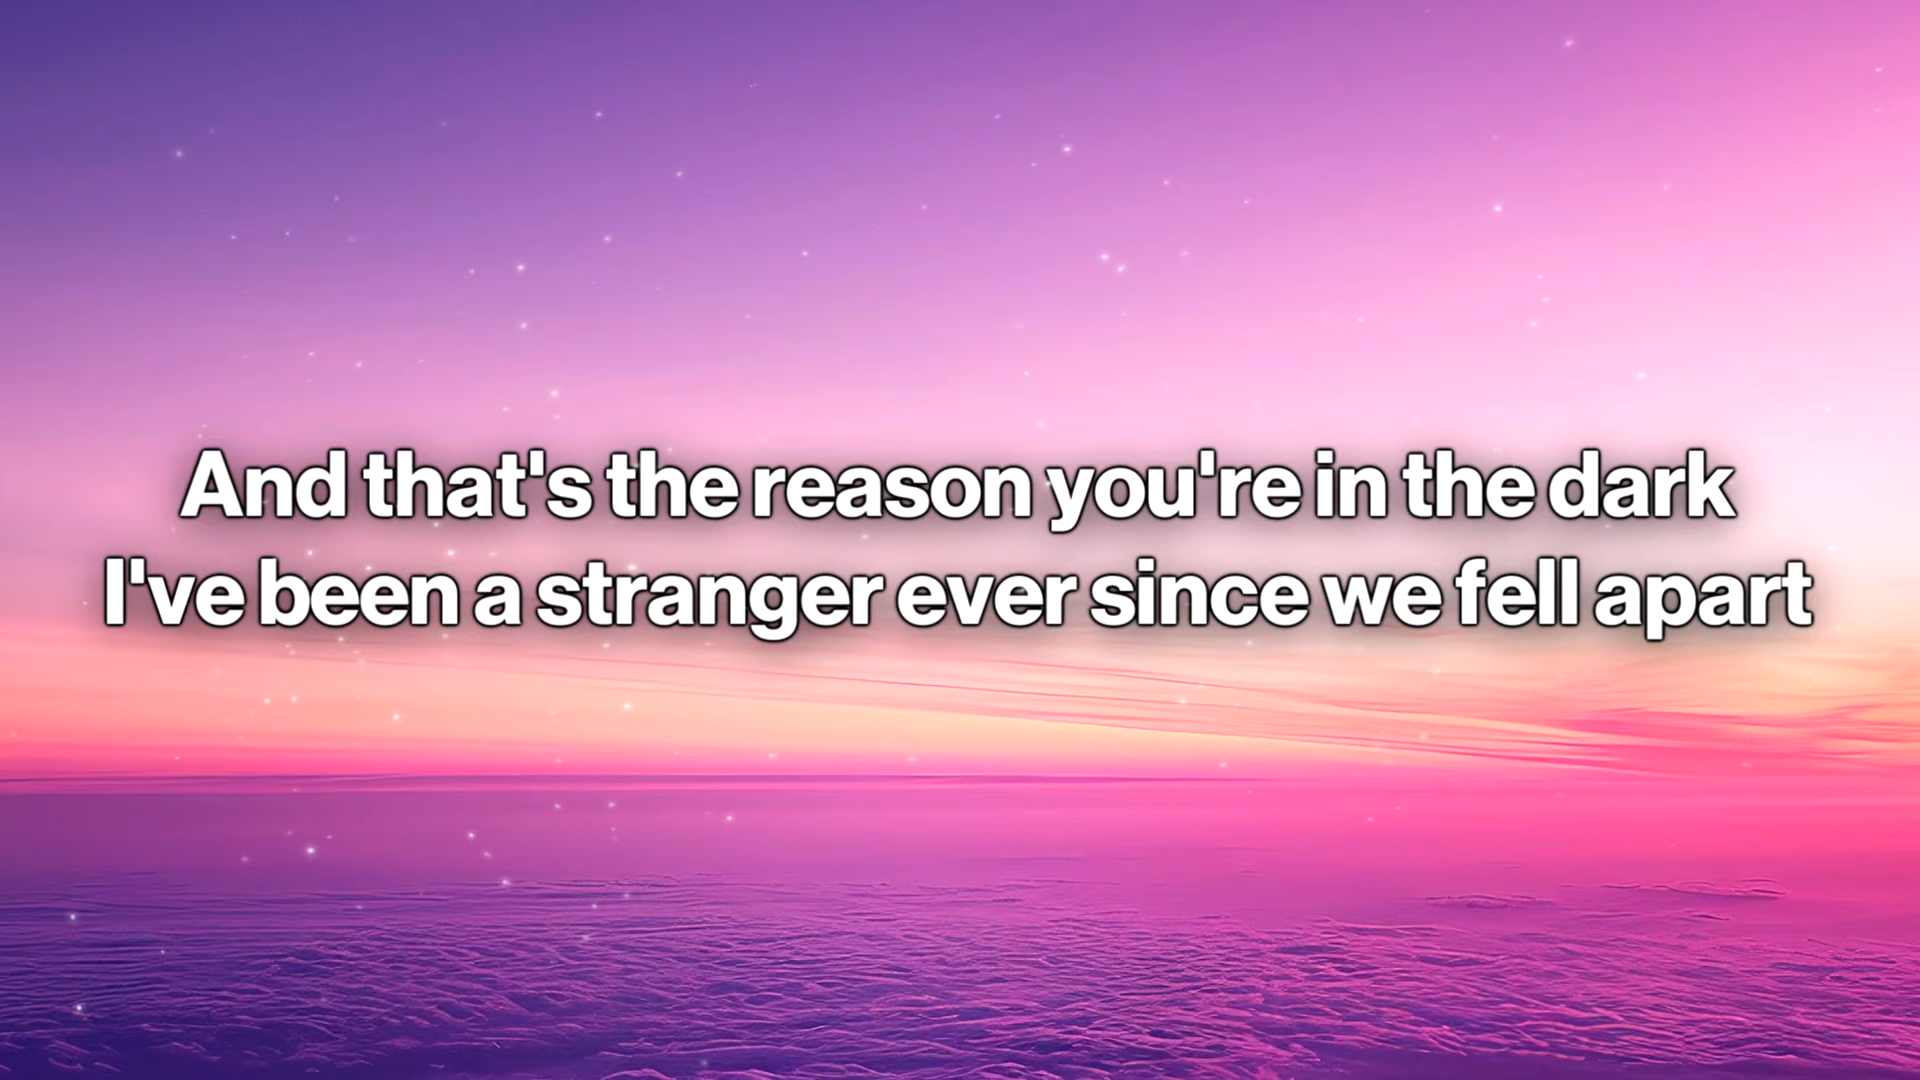 And that's the reason you're in the dark
I've been a stranger ever since we fell apart